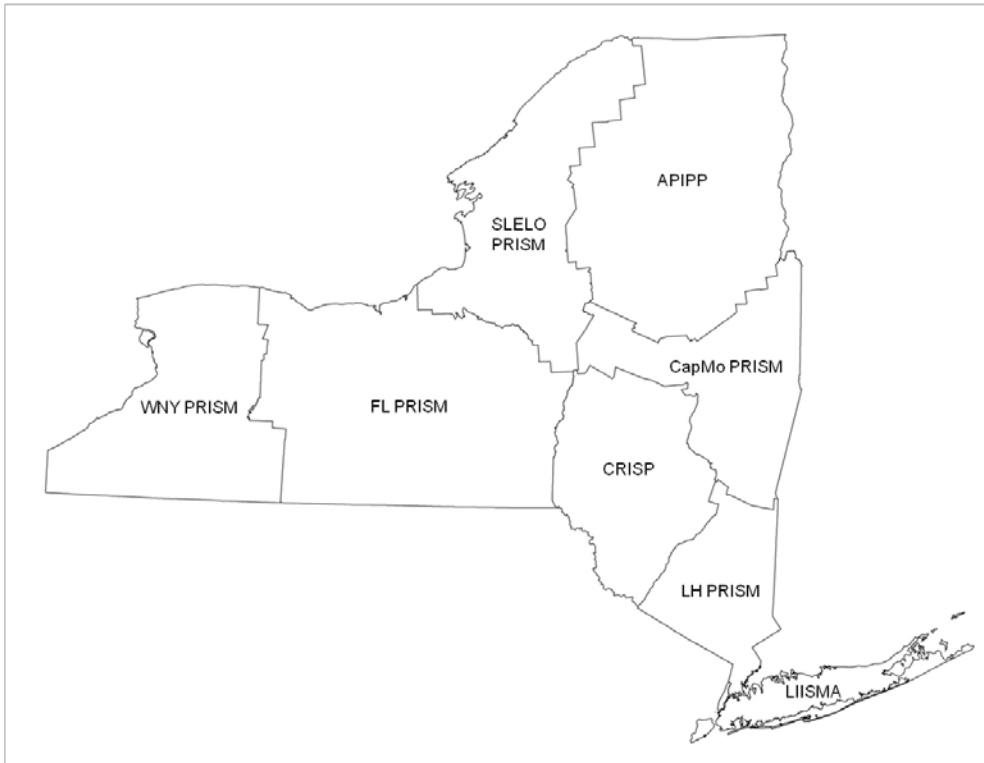 APIPP
SLELO
PRISM
CapMo PRISM
WNY PRISM
FL PRISM
CRISP
LH PRISM
LIISMA